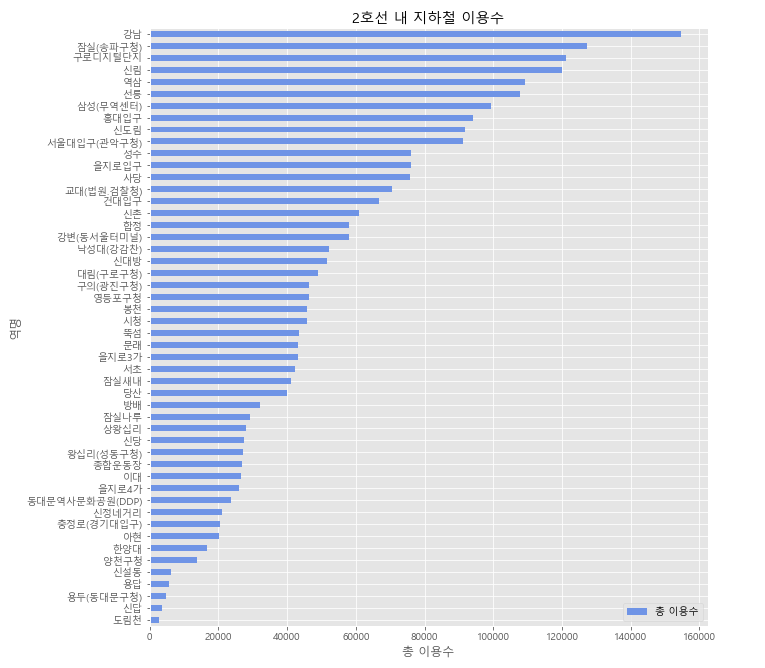 2호선 내 지하철 이용수
강남
잠실(송파구청)
구로디지털단지
신림
역삼
선릉
삼성(무역센터)
홍대입구
신도림
서울대입구(관악구청)
성수
을지로입구
사당
교대(법원.검찰청)
건대입구
신촌
합정
강변(동서울터미널)
낙성대(강감찬)
신대방
대림(구로구청)
구의(광진구청)
영등포구청
봉천
시청
뚝섬
문래
을지로3가
서초
잠실새내
당산
방배
잠실나루
상왕십리
신당
왕십리(성동구청)
종합운동장
이대
을지로4가
동대문역사문화공원(DDP)
신정네거리
충정로(경기대입구)
아현
한양대
양천구청
신설동
용답
용두(동대문구청)
신답
도림천
역명
총 이용수
0 20000 40000 60000 80000 100000 120000 140000 160000
총 이용수